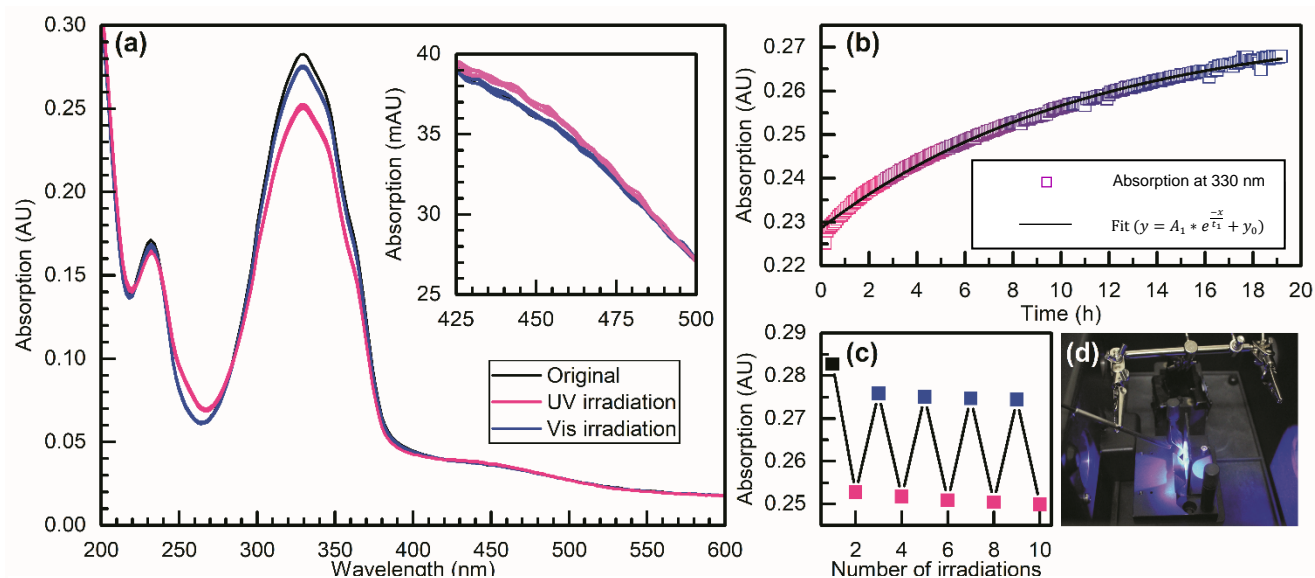 (a)
0.30
0.25
0.20
0.15
0.10
0.05
0.00
Absorption (AU)
200 250 300 350 400 450 500 550 600
Wavelength (nm)
40
35
30
25
Absorption (mAU)
425 450 475 500
Original
UV irradiation
Vis irradiation
(b)
0.27
0.26
0.25
0.24
0.23
0.22
Absorption (AU)
Absorption at 330 nm
Fit (y = A₁ * e^(-x/t₁) + y₀)
0 2 4 6 8 10 12 14 16 18 20
Time (h)
(c)
0.29
0.28
0.27
0.26
0.25
Absorption (AU)
2 4 6 8 10
Number of irradiations
(d)